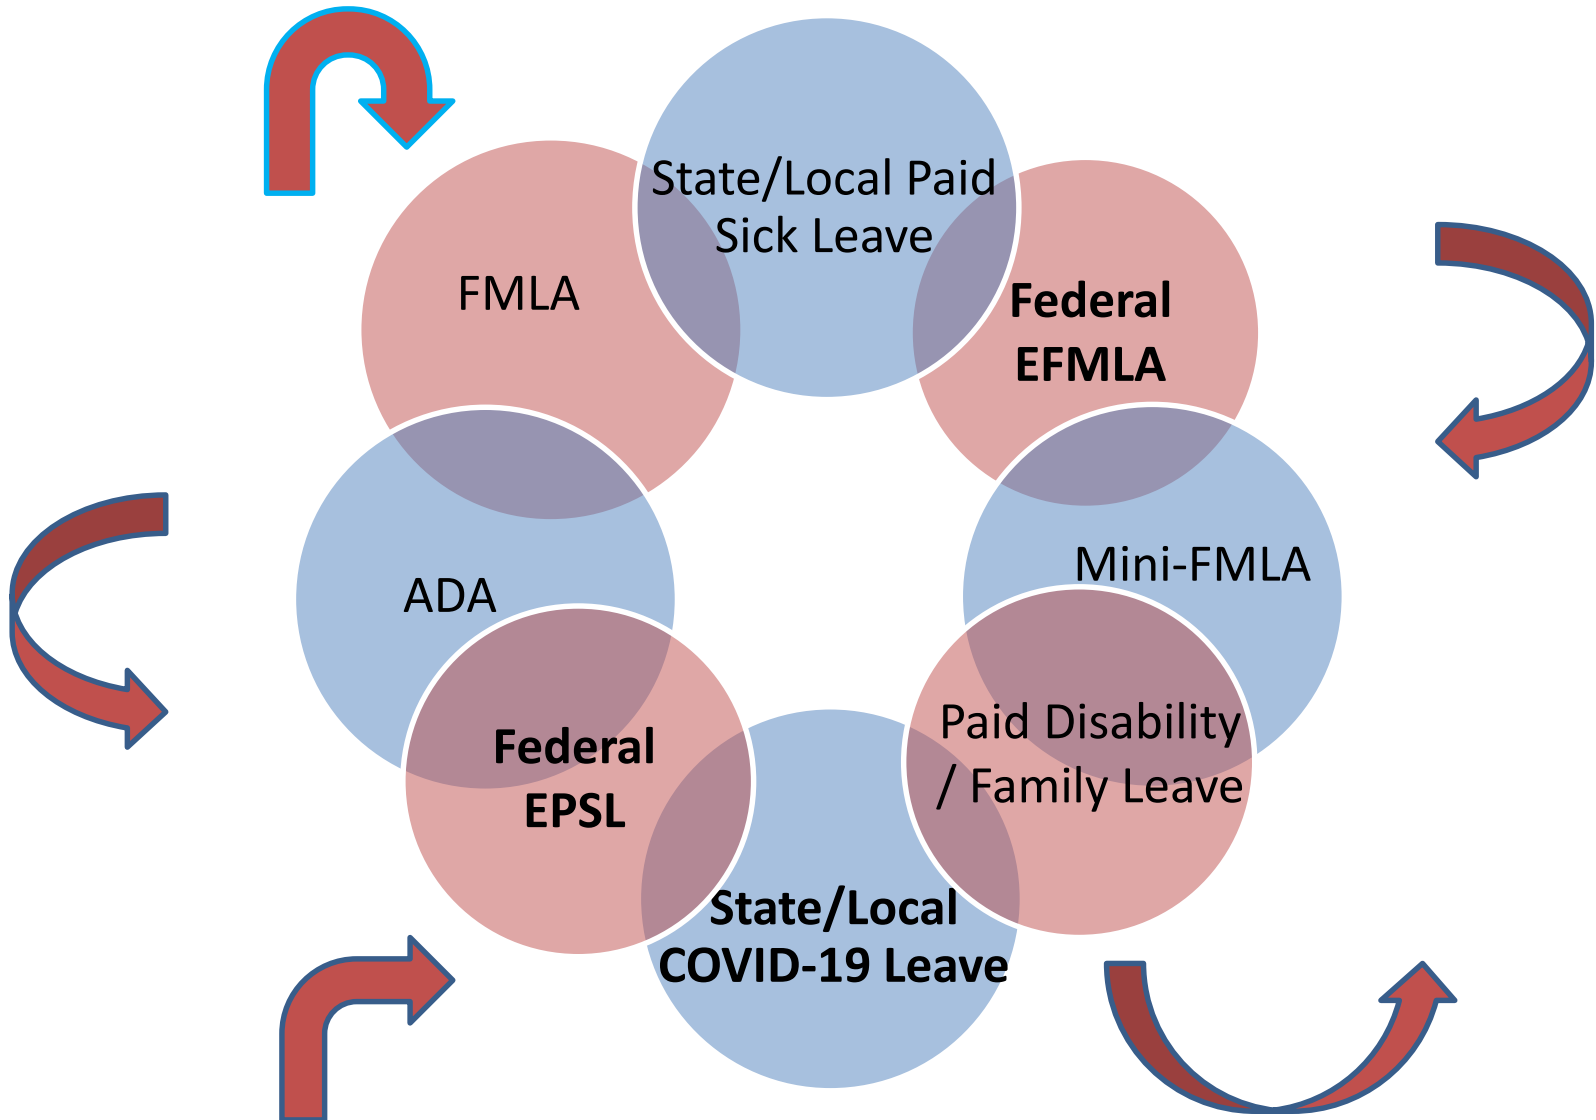 State/Local Paid
Sick Leave
FMLA
Federal
EFMLA
Mini-FMLA
ADA
Paid Disability
/ Family Leave
Federal
EPSL
State/Local
COVID-19 Leave